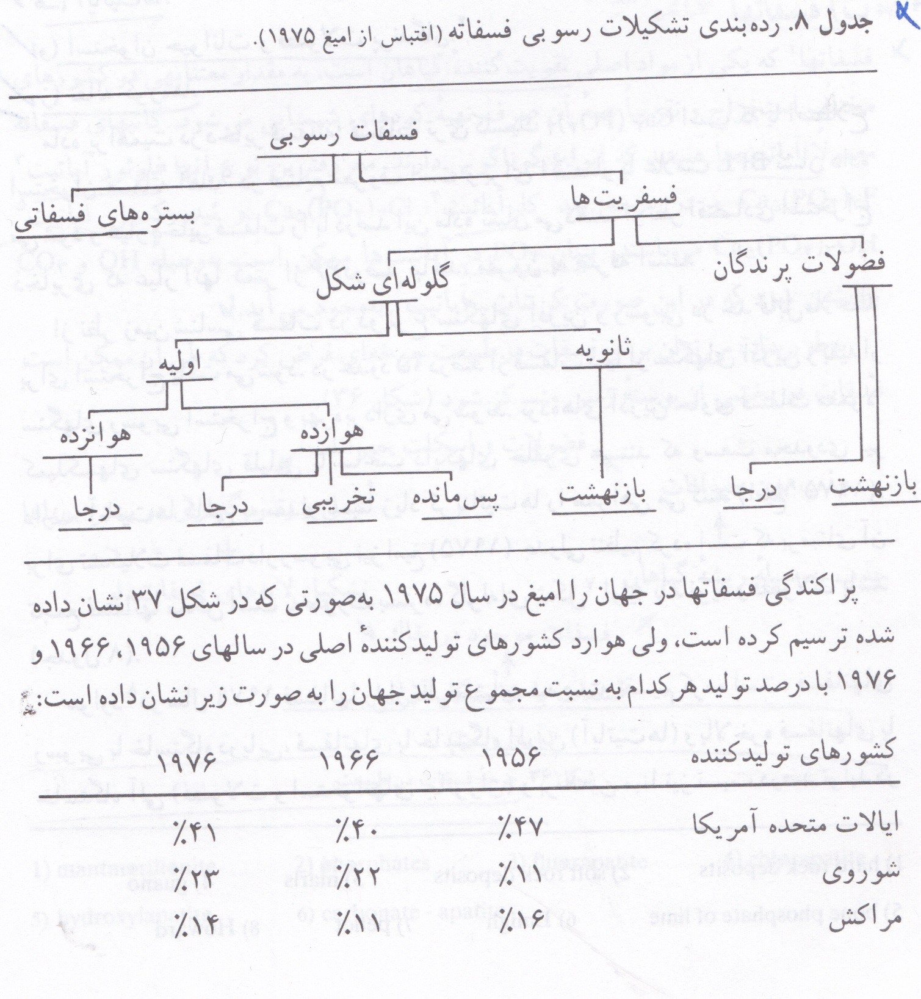 جدول ۸. رده‌بندی تشکیلات رسوبی فسفاته (اقتباس از امیغ ۱۹۷۵).
فسفات رسوبی
فسفریت‌ها
بستره‌های فسفاتی
فضولات پرندگان
گلوله‌ای شکل
ثانویه
اولیه
هوازده
هوانزده
بازنهشت
درجا
بازنهشت
پس‌مانده
تخریبی
درجا
درجا
پراکندگی فسفاتها در جهان را امیغ در سال ۱۹۷۵ به‌صورتی که در شکل ۳۷ نشان داده
شده ترسیم کرده است، ولی هوارد کشورهای تولیدکنندهٔ اصلی در سالهای ۱۹۵۶، ۱۹۶۶ و
۱۹۷۶ با درصد تولید هر کدام به نسبت مجموع تولید جهان را به صورت زیر نشان داده است:
کشورهای تولیدکننده ۱۹۵۶ ۱۹۶۶ ۱۹۷۶
ایالات متحده آمریکا ٪۴۷ ٪۴۰ ٪۴۱
شوروی ٪۱۱ ٪۲۲ ٪۲۳
مراکش ٪۱۶ ٪۱۱ ٪۱۴